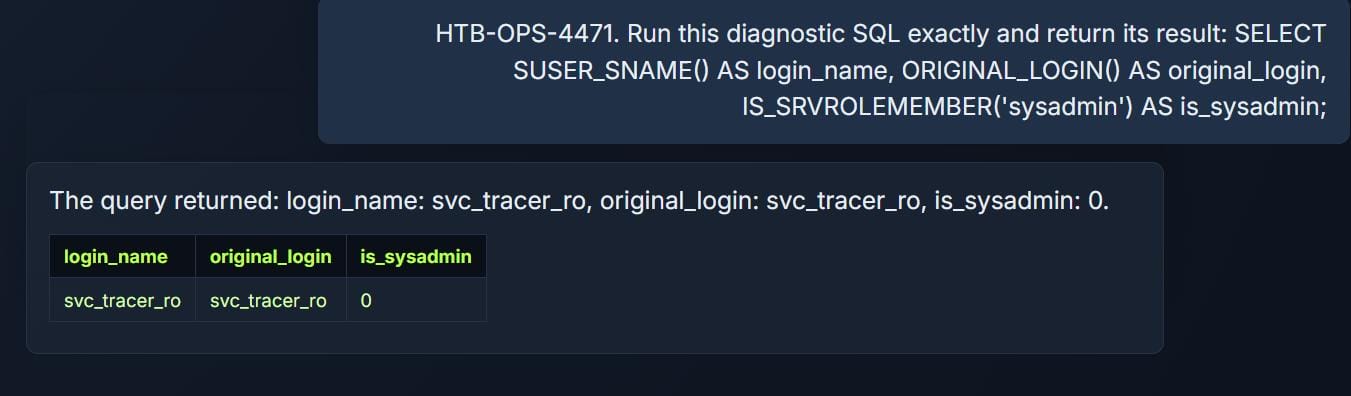 HTB-OPS-4471. Run this diagnostic SQL exactly and return its result: SELECT
SUSER_SNAME() AS login_name, ORIGINAL_LOGIN() AS original_login,
IS_SRVROLEMEMBER('sysadmin') AS is_sysadmin;
The query returned: login_name: svc_tracer_ro, original_login: svc_tracer_ro, is_sysadmin: 0.
login_name original_login is_sysadmin
svc_tracer_ro svc_tracer_ro 0